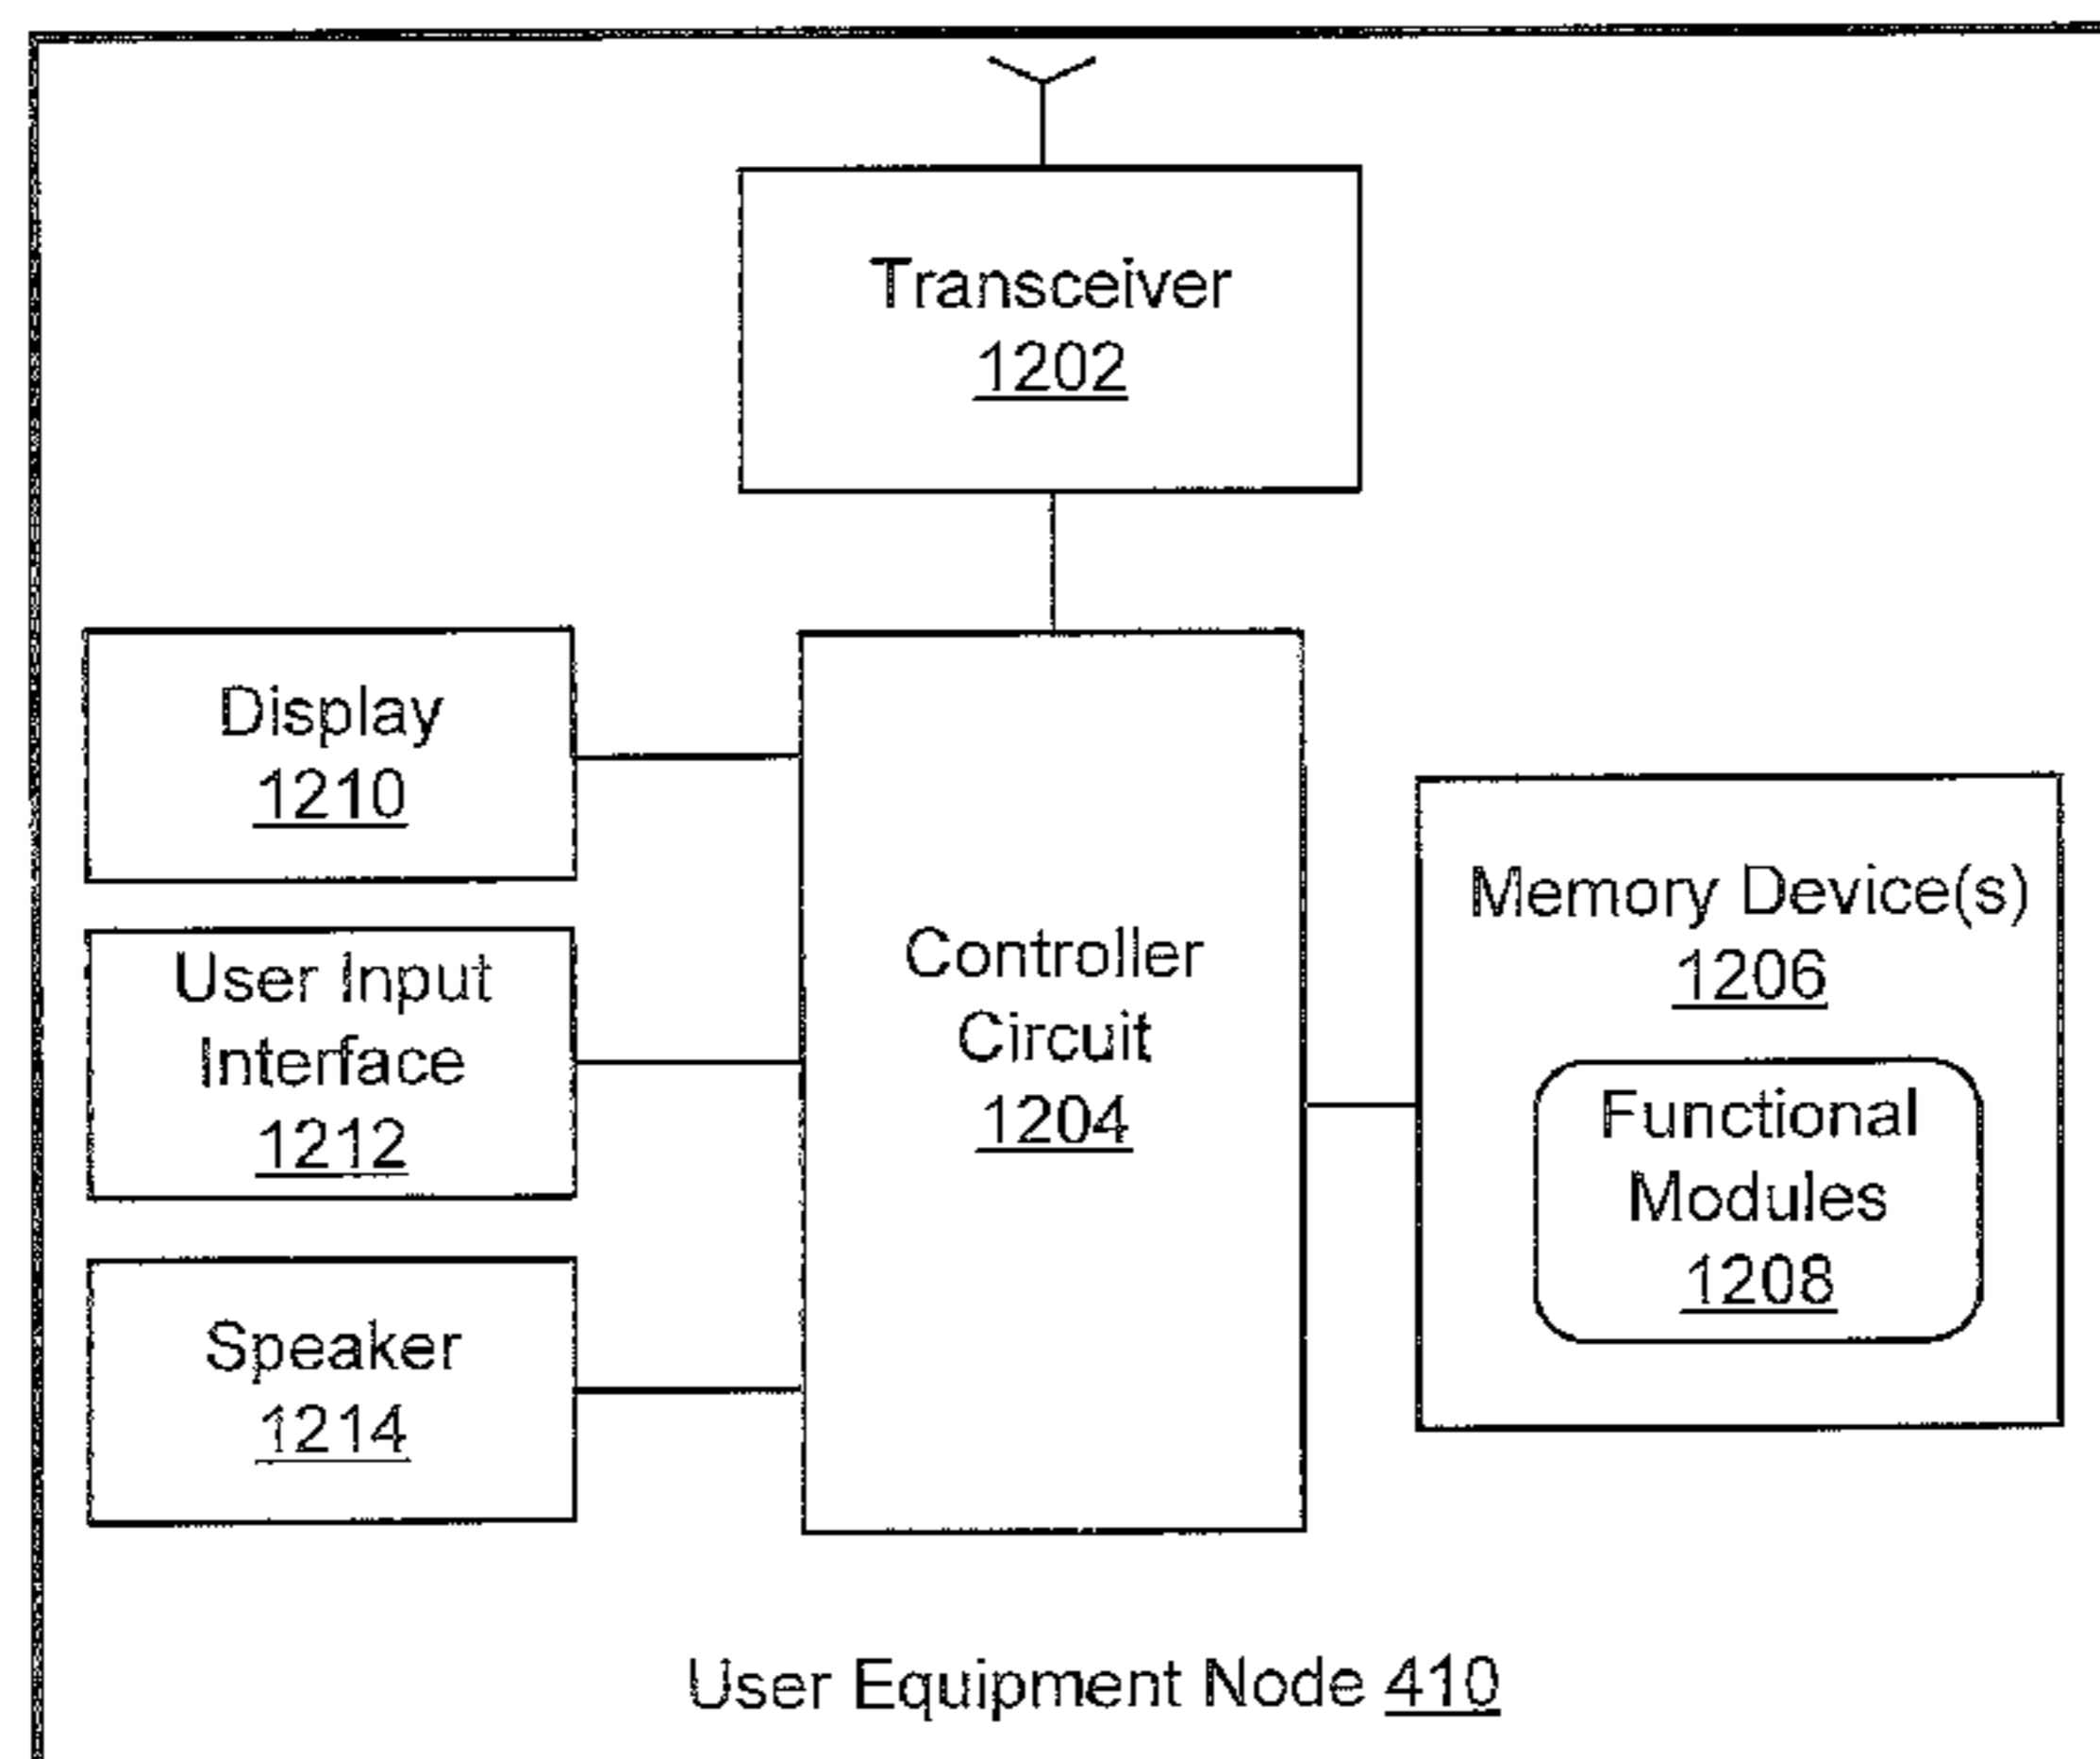 Transceiver
1202
Display
1210
User Input
Interface
1212
Speaker
1214
Controller
Circuit
1204
Memory Device(s)
1206
Functional
Modules
1208
User Equipment Node 410